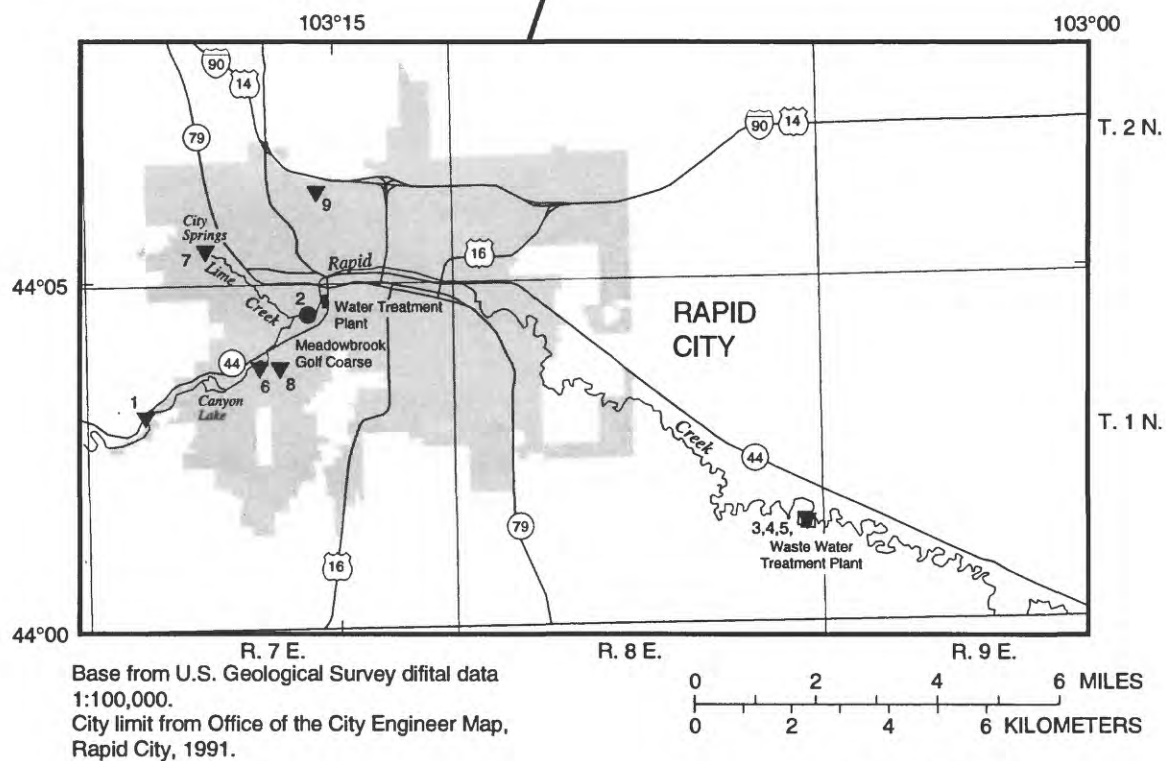 103°15
103°00
90
14
90
14
T. 2 N.
79
9
City
Springs
7
16
Rapid
Lime
44°05
Creek
2
Water Treatment
Plant
RAPID
CITY
Meadowbrook
Golf Coarse
44
6
8
Canyon
Lake
1
T. 1 N.
Creek
44
3,4,5,
79
Waste Water
Treatment Plant
16
44°00
R. 7 E.
R. 8 E.
R. 9 E.
Base from U.S. Geological Survey difital data
1:100,000.
City limit from Office of the City Engineer Map,
Rapid City, 1991.
0 2 4 6 MILES
0 2 4 6 KILOMETERS